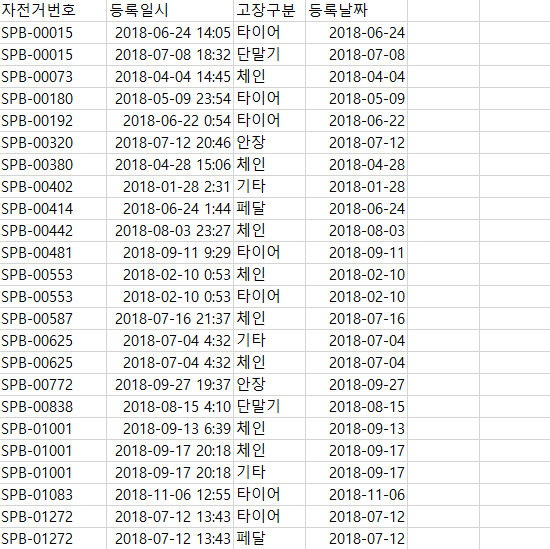 자전거번호 등록일시 고장구분 등록날짜
SPB-00015 2018-06-24 14:05 타이어 2018-06-24
SPB-00015 2018-07-08 18:32 단말기 2018-07-08
SPB-00073 2018-04-04 14:45 체인 2018-04-04
SPB-00180 2018-05-09 23:54 타이어 2018-05-09
SPB-00192 2018-06-22 0:54 타이어 2018-06-22
SPB-00320 2018-07-12 20:46 안장 2018-07-12
SPB-00380 2018-04-28 15:06 체인 2018-04-28
SPB-00402 2018-01-28 2:31 기타 2018-01-28
SPB-00414 2018-06-24 1:44 페달 2018-06-24
SPB-00442 2018-08-03 23:27 체인 2018-08-03
SPB-00481 2018-09-11 9:29 타이어 2018-09-11
SPB-00553 2018-02-10 0:53 체인 2018-02-10
SPB-00553 2018-02-10 0:53 타이어 2018-02-10
SPB-00587 2018-07-16 21:37 체인 2018-07-16
SPB-00625 2018-07-04 4:32 기타 2018-07-04
SPB-00625 2018-07-04 4:32 체인 2018-07-04
SPB-00772 2018-09-27 19:37 안장 2018-09-27
SPB-00838 2018-08-15 4:10 단말기 2018-08-15
SPB-01001 2018-09-13 6:39 체인 2018-09-13
SPB-01001 2018-09-17 20:18 체인 2018-09-17
SPB-01001 2018-09-17 20:18 기타 2018-09-17
SPB-01083 2018-11-06 12:55 타이어 2018-11-06
SPB-01272 2018-07-12 13:43 타이어 2018-07-12
SPB-01272 2018-07-12 13:43 페달 2018-07-12